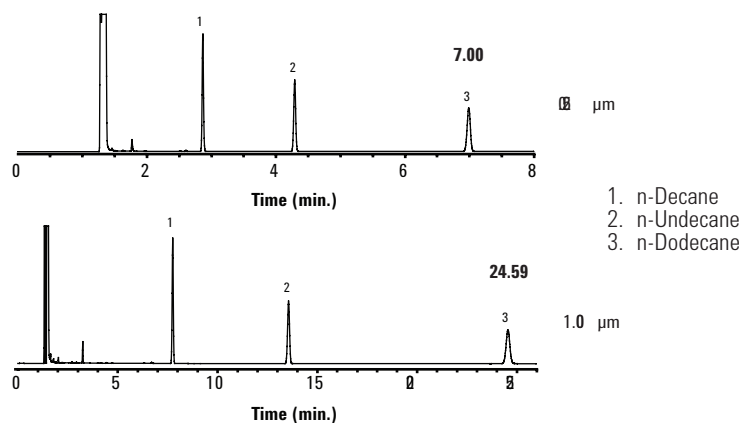 1
2
7.00
3
µm
0 2 4 6 8
Time (min.)
1. n-Decane
2. n-Undecane
3. n-Dodecane
1
2
24.59
3
1.0 µm
0 5 10 15
Time (min.)